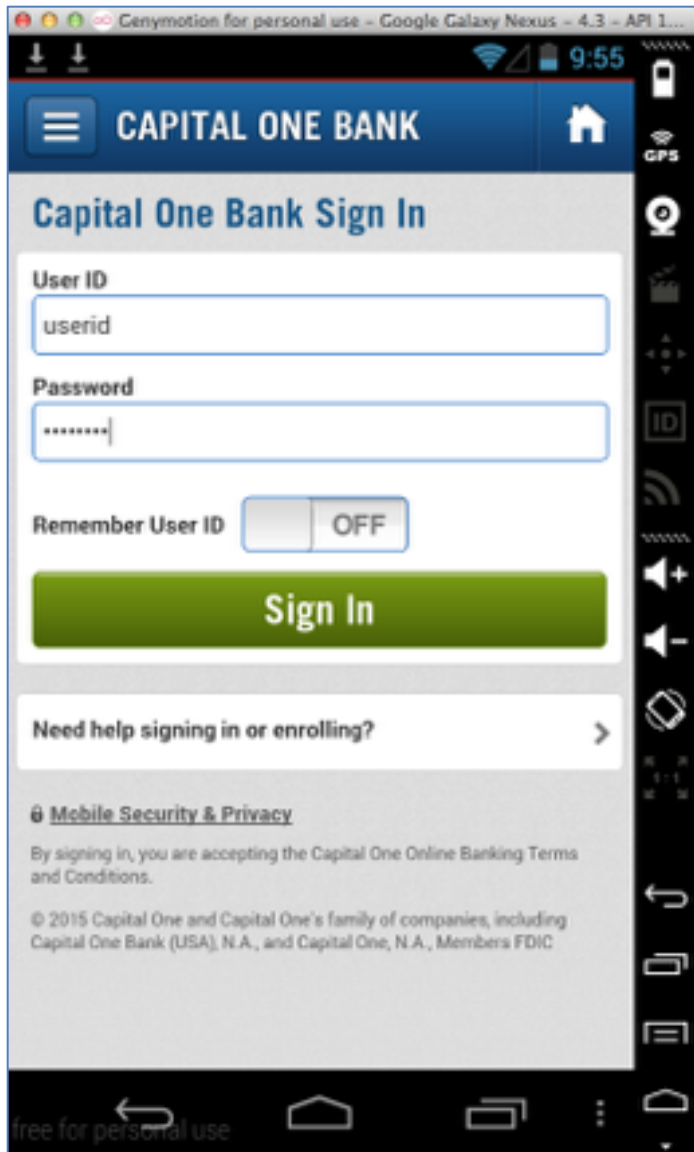 Genymotion for personal use – Google Galaxy Nexus – 4.3 – API 1...
9:55
CAPITAL ONE BANK
GPS
Capital One Bank Sign In
User ID
userid
ID
Password
••••••••
Remember User ID OFF
Sign In
Need help signing in or enrolling?
1:1
Mobile Security & Privacy
By signing in, you are accepting the Capital One Online Banking Terms
and Conditions.
© 2015 Capital One and Capital One's family of companies, including
Capital One Bank (USA), N.A., and Capital One, N.A., Members FDIC
free for personal use